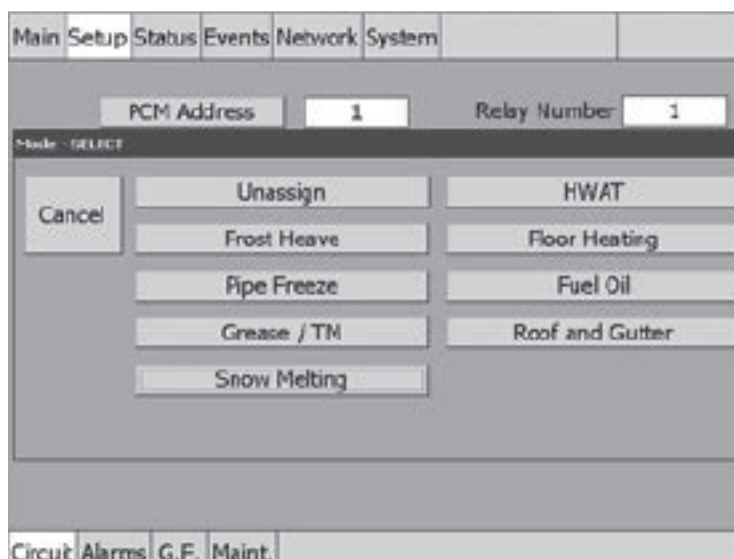 Main Setup Status Events Network System
PCM Address 1 Relay Number 1
Mode - SELECT
Cancel
Unassign HWAT
Frost Heave Floor Heating
Pipe Freeze Fuel Oil
Grease / TM Roof and Gutter
Snow Melting
Circuit Alarms G.F. Maint.